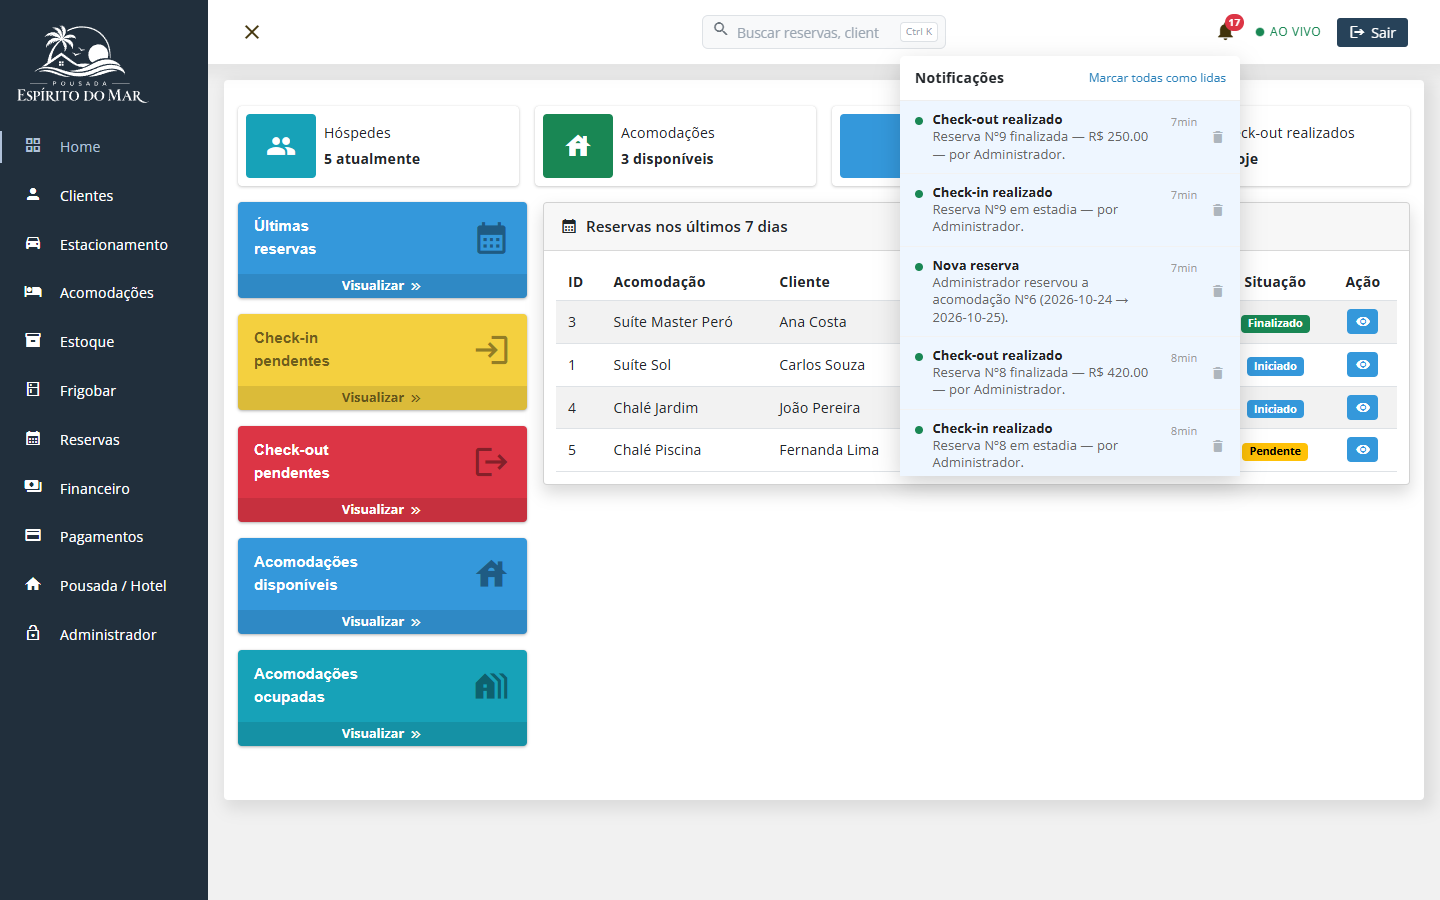 POUSADA
ESPÍRITO DO MAR
Home
Clientes
Estacionamento
Acomodações
Estoque
Frigobar
Reservas
Financeiro
Pagamentos
Pousada / Hotel
Administrador
Buscar reservas, client
Ctrl K
17
AO VIVO
Sair
Hóspedes
5 atualmente
Acomodações
3 disponíveis
ck-out realizados
oje
Últimas
reservas
Visualizar »
Check-in
pendentes
Visualizar »
Check-out
pendentes
Visualizar »
Acomodações
disponíveis
Visualizar »
Acomodações
ocupadas
Visualizar »
Reservas nos últimos 7 dias
ID Acomodação Cliente Situação Ação
3 Suíte Master Peró Ana Costa Finalizado
1 Suíte Sol Carlos Souza Iniciado
4 Chalé Jardim João Pereira Iniciado
5 Chalé Piscina Fernanda Lima Pendente
Notificações Marcar todas como lidas
Check-out realizado 7min
Reserva Nº9 finalizada — R$ 250.00
— por Administrador.
Check-in realizado 7min
Reserva Nº9 em estadia — por
Administrador.
Nova reserva 7min
Administrador reservou a
acomodação Nº6 (2026-10-24 →
2026-10-25).
Check-out realizado 8min
Reserva Nº8 finalizada — R$ 420.00
— por Administrador.
Check-in realizado 8min
Reserva Nº8 em estadia — por
Administrador.